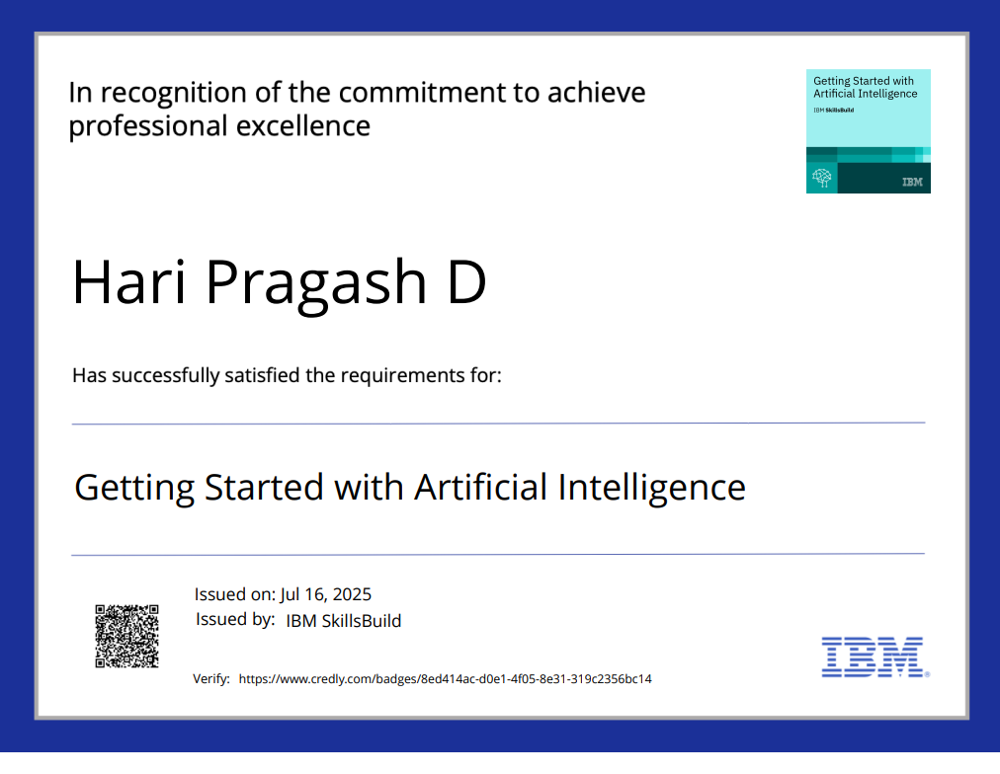 In recognition of the commitment to achieve
professional excellence
Getting Started with
Artificial Intelligence
IBM SkillsBuild
IBM
Hari Pragash D
Has successfully satisfied the requirements for:
Getting Started with Artificial Intelligence
Issued on: Jul 16, 2025
Issued by: IBM SkillsBuild
Verify: https://www.credly.com/badges/8ed414ac-d0e1-4f05-8e31-319c2356bc14
IBM®